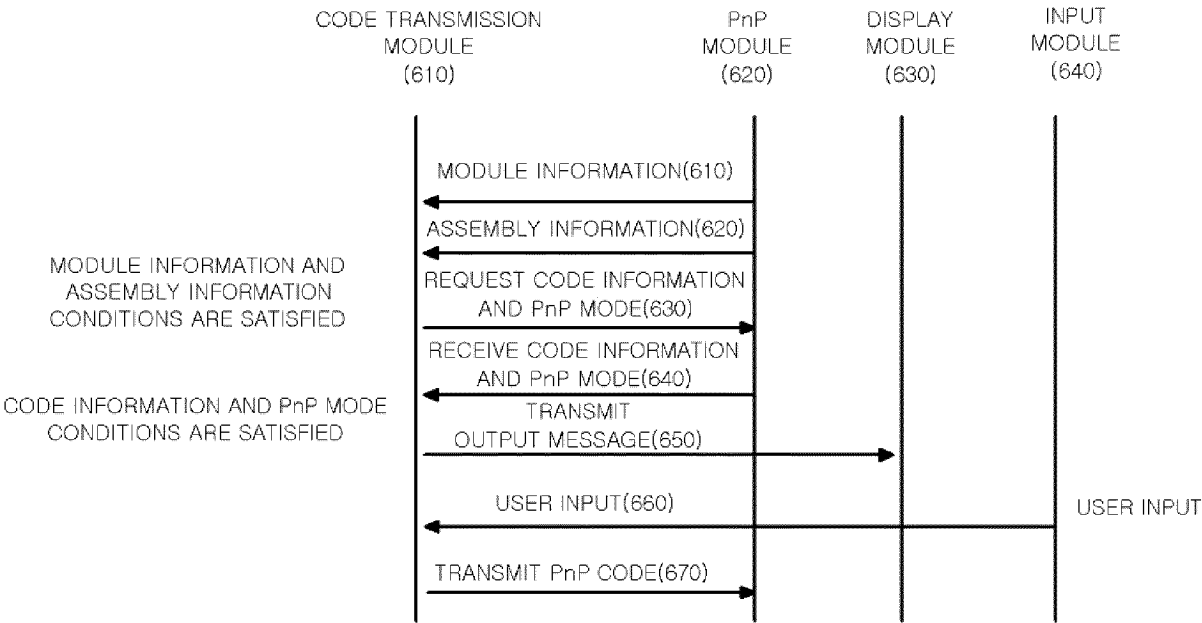 CODE TRANSMISSION
MODULE
(610)
PnP
MODULE
(620)
DISPLAY
MODULE
(630)
INPUT
MODULE
(640)
MODULE INFORMATION(610)
ASSEMBLY INFORMATION(620)
MODULE INFORMATION AND
ASSEMBLY INFORMATION
CONDITIONS ARE SATISFIED
REQUEST CODE INFORMATION
AND PnP MODE(630)
RECEIVE CODE INFORMATION
AND PnP MODE(640)
CODE INFORMATION AND PnP MODE
CONDITIONS ARE SATISFIED
TRANSMIT
OUTPUT MESSAGE(650)
USER INPUT(660)
USER INPUT
TRANSMIT PnP CODE(670)